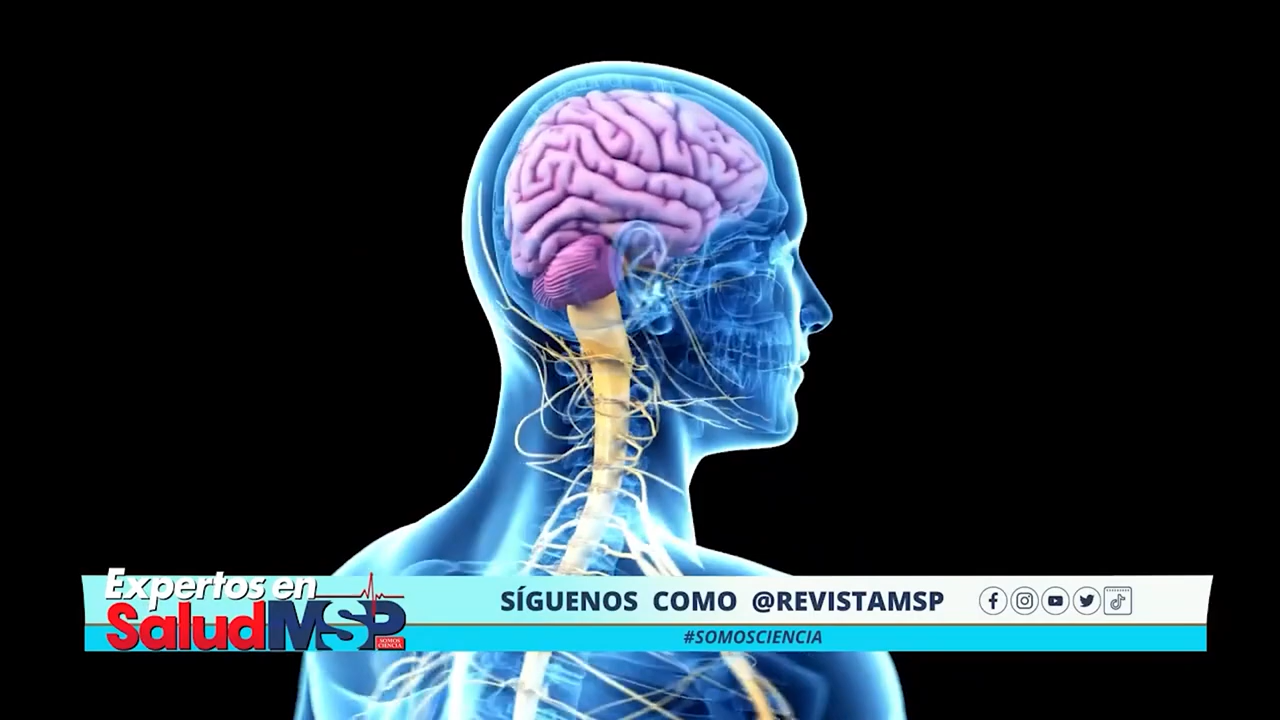 Expertos en
SaludMSP
SOMOS
CIENCIA
SÍGUENOS COMO @REVISTAMSP
#SOMOSCIENCIA